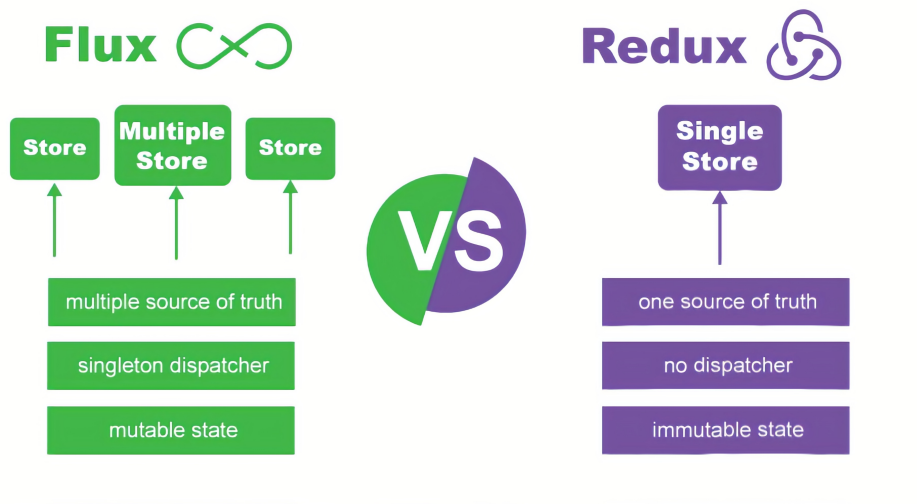 Flux
Redux
Store
Multiple
Store
Store
Single
Store
VS
multiple source of truth
one source of truth
singleton dispatcher
no dispatcher
mutable state
immutable state